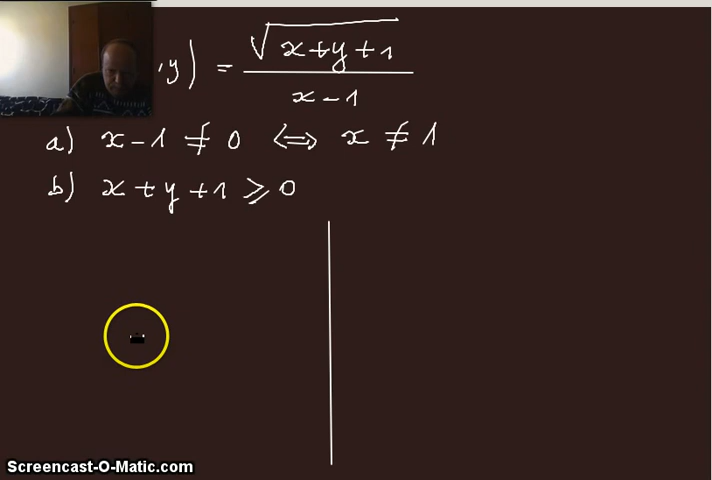 ,y) = √(x+y+1) / (x-1)
a) x-1 ≠ 0 ⟺ x ≠ 1
b) x+y+1 ⩾ 0
Screencast-O-Matic.com